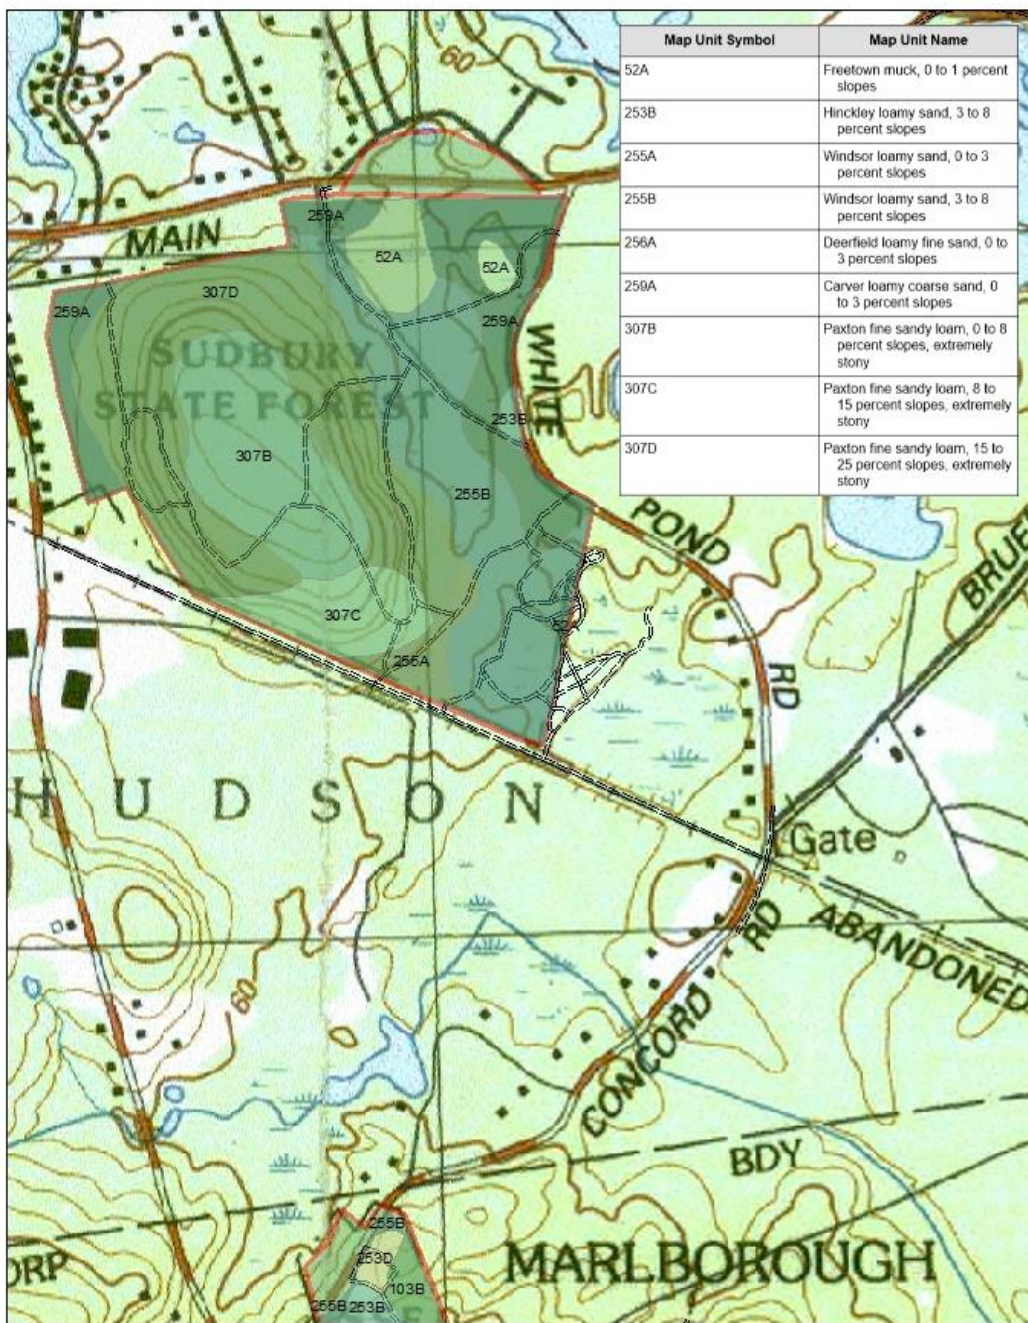 Map Unit Symbol Map Unit Name
52A Freetown muck, 0 to 1 percent
slopes
253B Hinckley loamy sand, 3 to 8
percent slopes
255A Windsor loamy sand, 0 to 3
percent slopes
255B Windsor loamy sand, 3 to 8
percent slopes
256A Deerfield loamy fine sand, 0 to
3 percent slopes
259A Carver loamy coarse sand, 0
to 3 percent slopes
307B Paxton fine sandy loam, 0 to 8
percent slopes, extremely
stony
307C Paxton fine sandy loam, 8 to
15 percent slopes, extremely
stony
307D Paxton fine sandy loam, 15 to
25 percent slopes, extremely
stony
60
259A
MAIN
52A
52A
307D
259A
259A
WHITE
POND
RD
SUDBURY
STATE FOREST
253B
307B
255B
307C
255A
BRUE
HUDSON
Gate
ABANDONED
CONCORD RD
60
BDY
ORP
MARLBOROUGH
255B
253D
103B
255B
253B